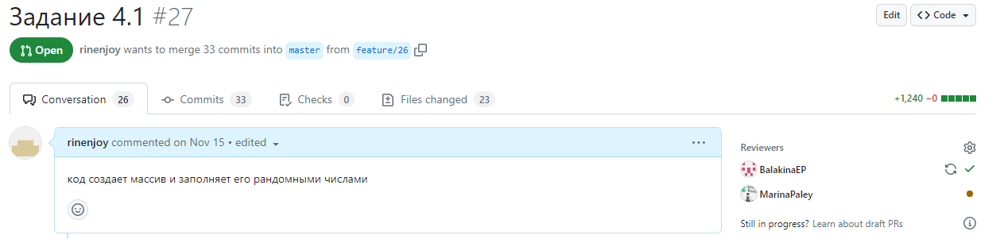 Задание 4.1 #27
Edit
Code
Open
rinenjoy wants to merge 33 commits into master from feature/26
Conversation 26
Commits 33
Checks 0
Files changed 23
+1,240 −0
rinenjoy commented on Nov 15 • edited
код создает массив и заполняет его рандомными числами
Reviewers
BalakinaEP
MarinaPaley
Still in progress? Learn about draft PRs